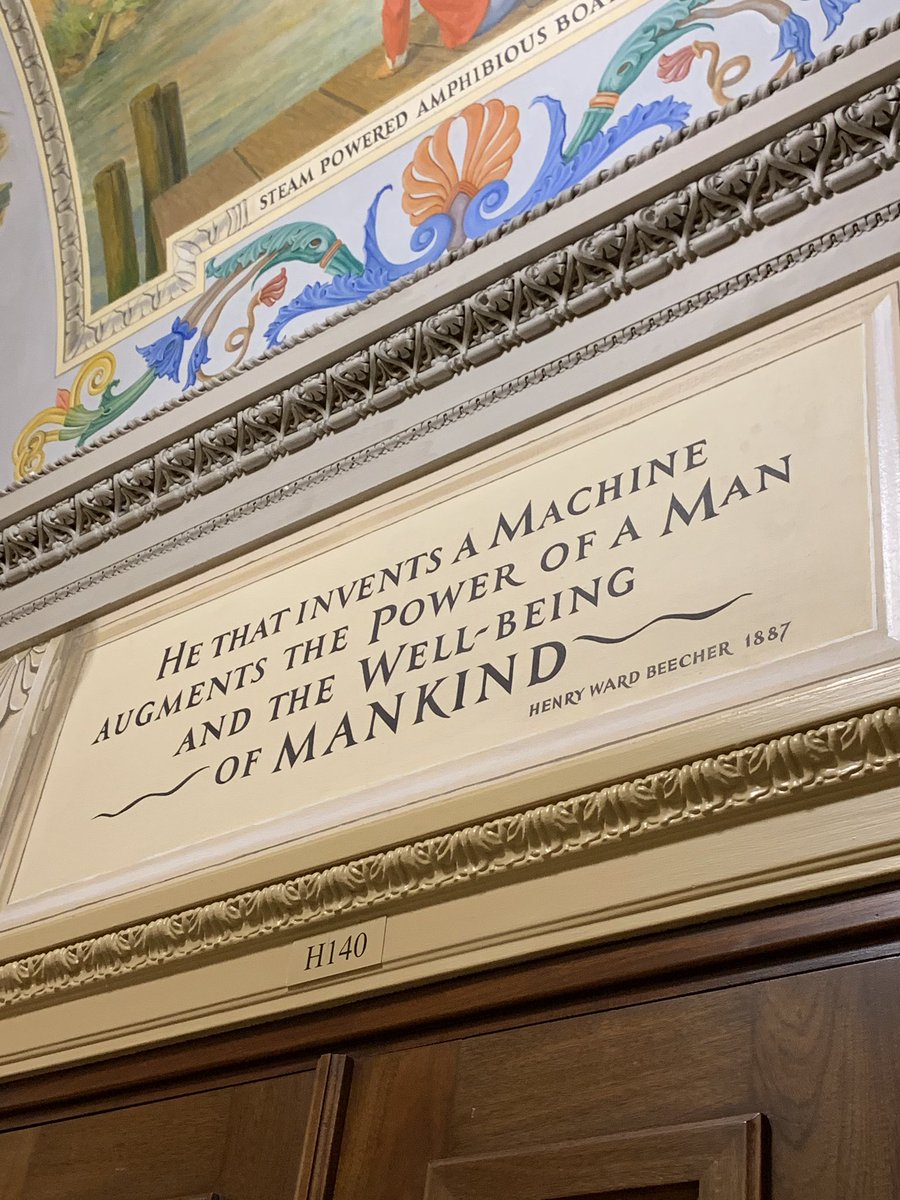 STEAM POWERED AMPHIBIOUS BOAT
HE THAT INVENTS A MACHINE
AUGMENTS THE POWER OF A MAN
AND THE WELL-BEING
OF MANKIND
HENRY WARD BEECHER 1887
H140